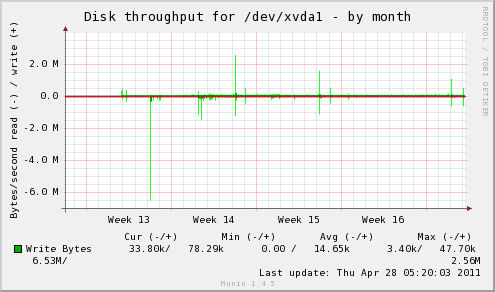 Disk throughput for /dev/xvda1 - by month
RRDTOOL / TOBI OETIKER
Bytes/second read (-) / write (+)
2.0 M
0.0
-2.0 M
-4.0 M
-6.0 M
Week 13 Week 14 Week 15 Week 16
Cur (-/+) Min (-/+) Avg (-/+) Max (-/+)
Write Bytes 33.80k/ 78.29k 0.00 / 14.65k 3.40k/ 47.70k
6.53M/ 2.56M
Last update: Thu Apr 28 05:20:03 2011
Munin 1.4.5